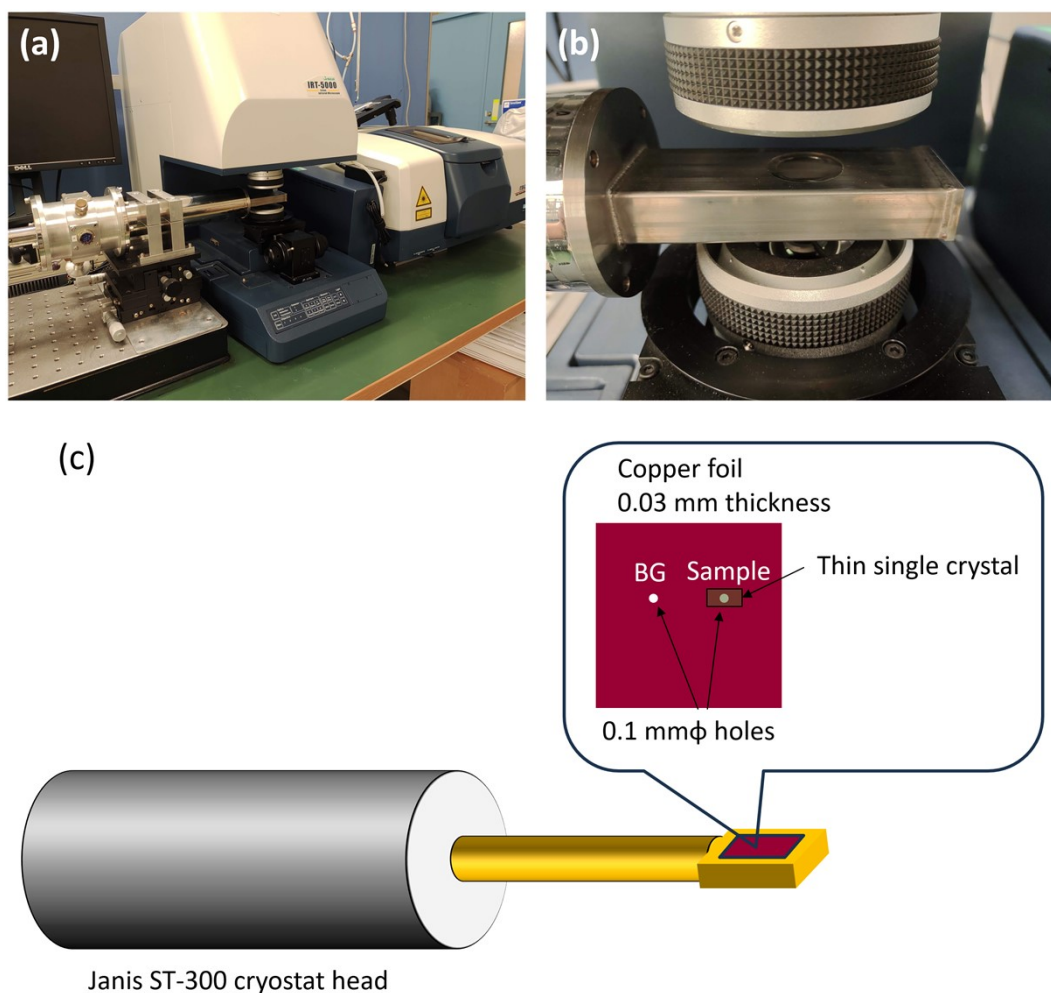 (a)
IRT-5000
DELL
(b)
(c)
Copper foil
0.03 mm thickness
BG Sample
Thin single crystal
0.1 mmϕ holes
Janis ST-300 cryostat head